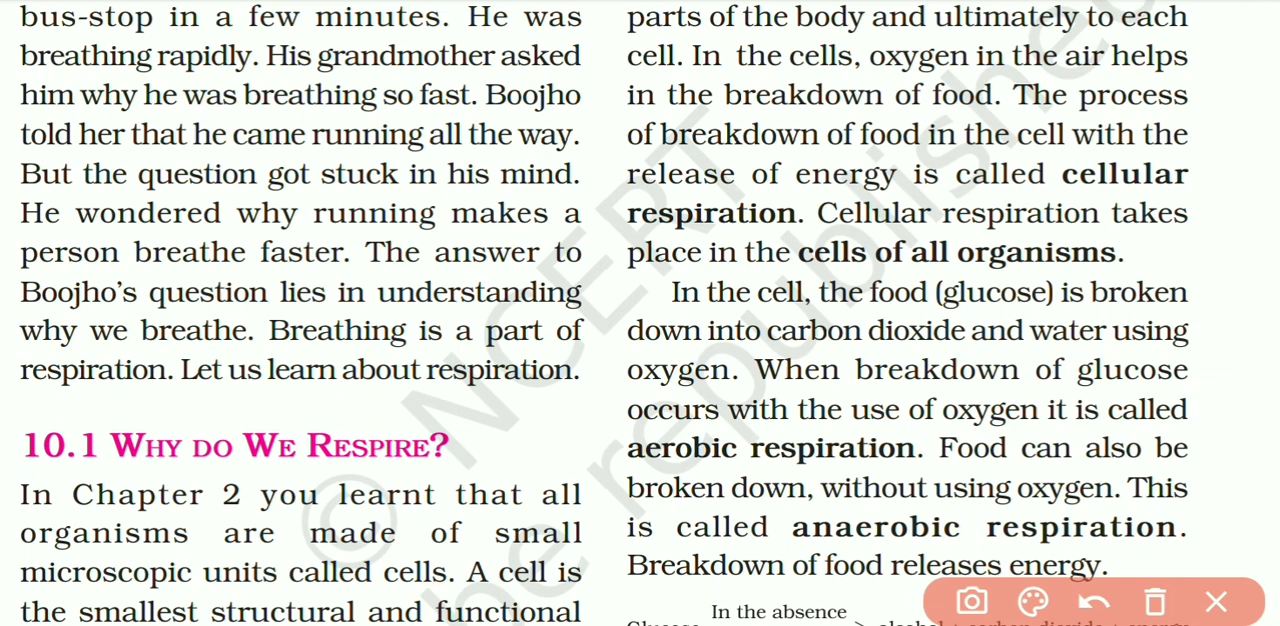 bus-stop in a few minutes. He was
breathing rapidly. His grandmother asked
him why he was breathing so fast. Boojho
told her that he came running all the way.
But the question got stuck in his mind.
He wondered why running makes a
person breathe faster. The answer to
Boojho’s question lies in understanding
why we breathe. Breathing is a part of
respiration. Let us learn about respiration.
10.1 WHY DO WE RESPIRE?
In Chapter 2 you learnt that all
organisms are made of small
microscopic units called cells. A cell is
the smallest structural and functional
parts of the body and ultimately to each
cell. In the cells, oxygen in the air helps
in the breakdown of food. The process
of breakdown of food in the cell with the
release of energy is called cellular
respiration. Cellular respiration takes
place in the cells of all organisms.
In the cell, the food (glucose) is broken
down into carbon dioxide and water using
oxygen. When breakdown of glucose
occurs with the use of oxygen it is called
aerobic respiration. Food can also be
broken down, without using oxygen. This
is called anaerobic respiration.
Breakdown of food releases energy.
In the absence
© NCERT
be republished